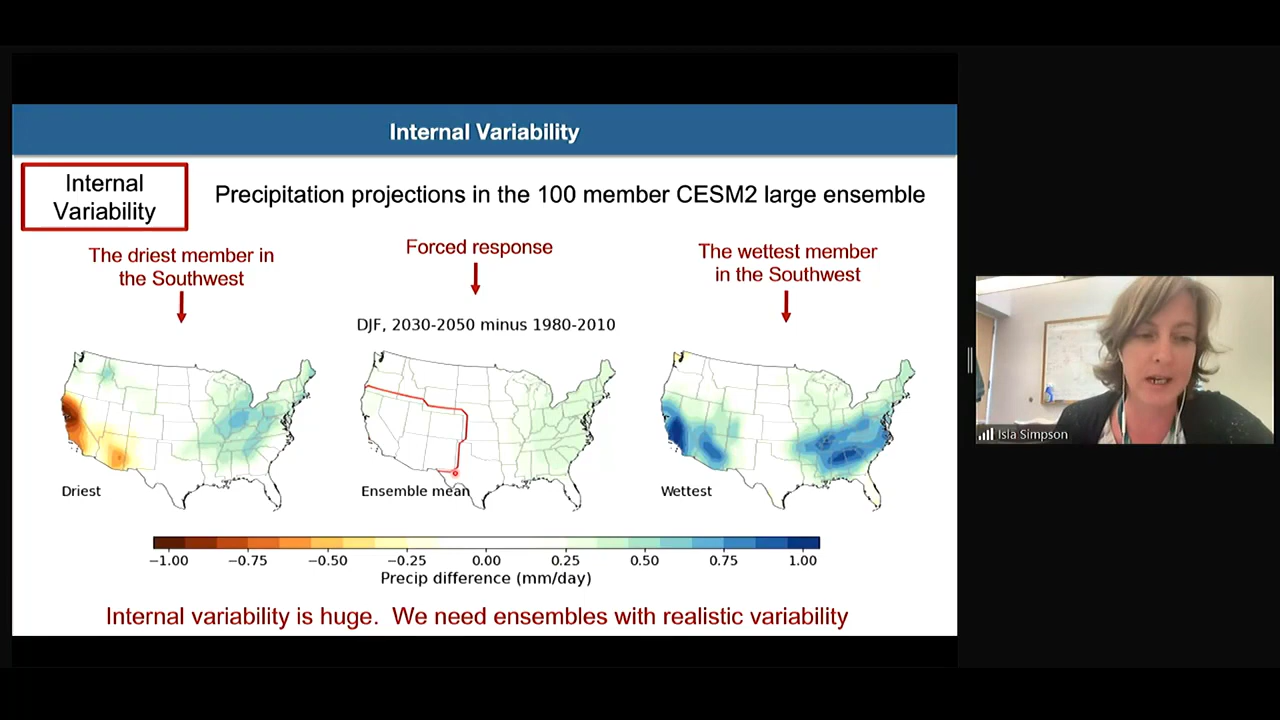 Internal Variability
Internal
Variability
Precipitation projections in the 100 member CESM2 large ensemble
The driest member in
the Southwest
Forced response
The wettest member
in the Southwest
DJF, 2030-2050 minus 1980-2010
Driest
Ensemble mean
Wettest
−1.00 −0.75 −0.50 −0.25 0.00 0.25 0.50 0.75 1.00
Precip difference (mm/day)
Internal variability is huge. We need ensembles with realistic variability
Isla Simpson